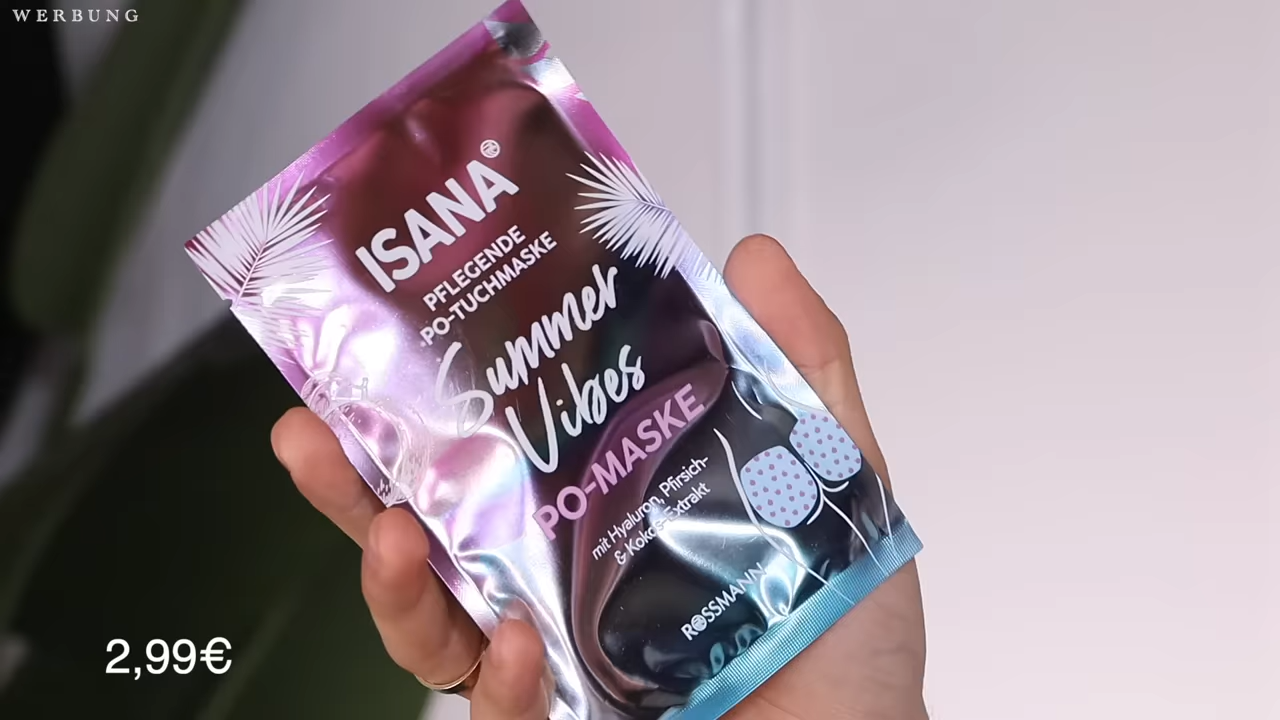 WERBUNG
ISANA®
PFLEGENDE
PO-TUCHMASKE
Summer
Vibes
PO-MASKE
mit Hyaluron, Pfirsich-
& Kokos-Extrakt
ROSSMANN
2,99€